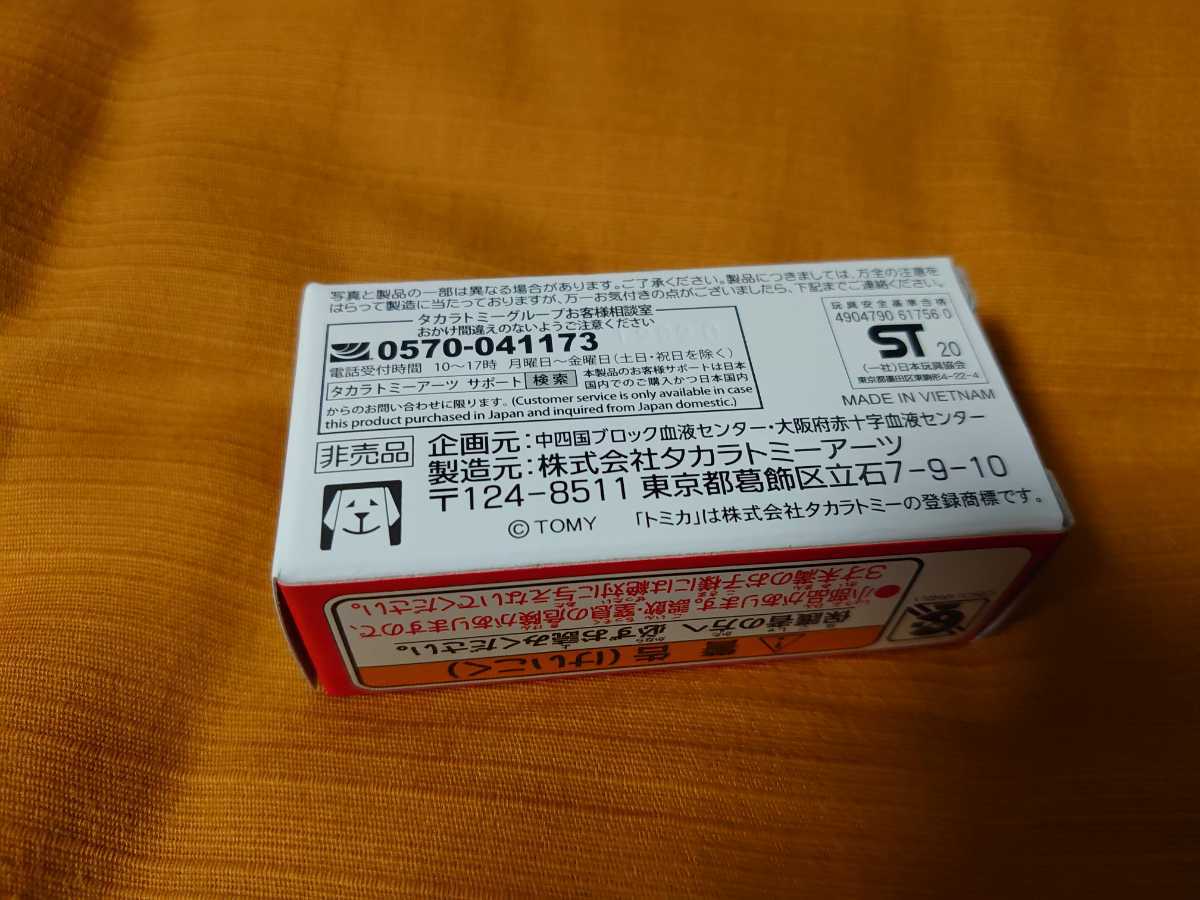 写真と製品の一部は異なる場合があります。ご了承ください。製品につきましては、万全の注意を
はらって製造に当たっておりますが、万一お気付きの点がございましたら、下記までご連絡ください。
タカラトミーグループお客様相談室
おかけ間違えのないようご注意ください
0570-041173
電話受付時間 10〜17時 月曜日〜金曜日(土日・祝日を除く)
タカラトミーアーツ サポート 検索 本製品のお客様サポートは日本
国内でのご購入かつ日本国内
からのお問い合わせに限ります。(Customer service is only available in case
this product purchased in Japan and inquired from Japan domestic.)
玩具安全基準合格
4904790 61756 0
ST 20
(一社)日本玩具協会
東京都墨田区東駒形4-22-4
MADE IN VIETNAM
非売品
企画元:中四国ブロック血液センター・大阪府赤十字血液センター
製造元:株式会社タカラトミーアーツ
〒124-8511 東京都葛飾区立石7-9-10
©TOMY 「トミカ」は株式会社タカラトミーの登録商標です。
警告(けいこく)
保護者の方へ 必ずお読みください。
●小部品があります。誤飲・窒息の危険がありますので、
3才未満のお子様には絶対に与えないでください。